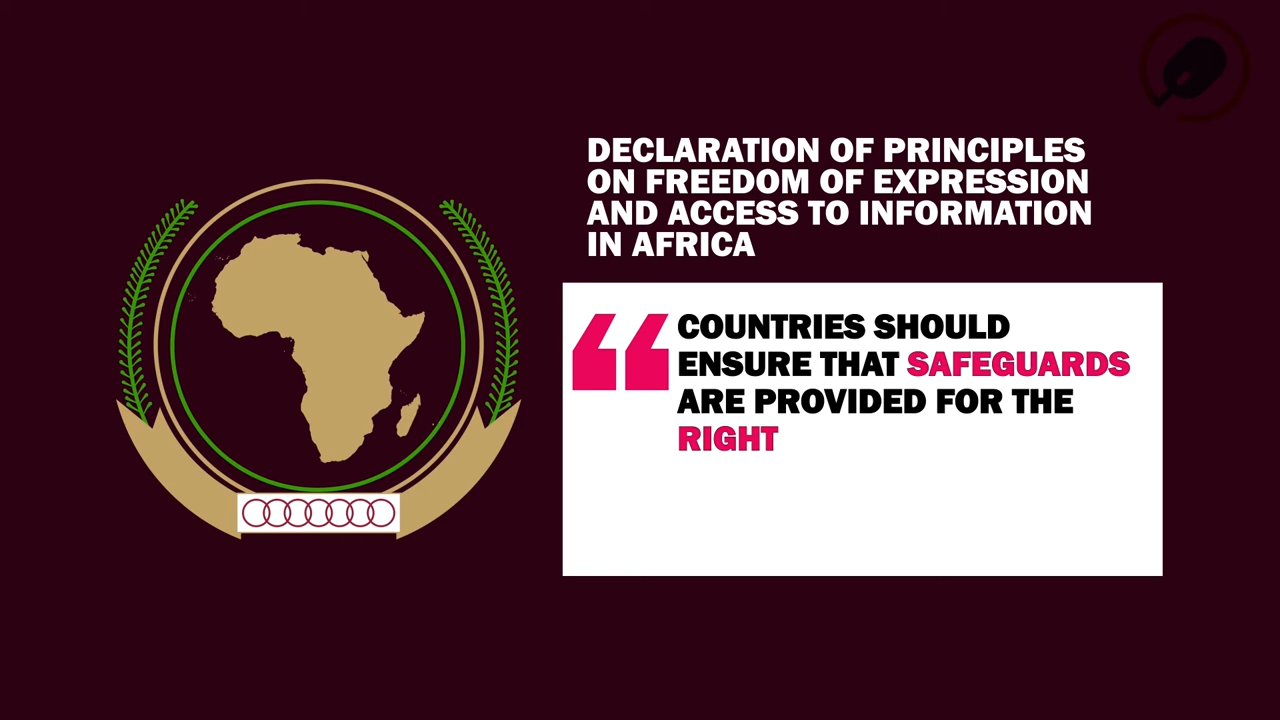 DECLARATION OF PRINCIPLES
ON FREEDOM OF EXPRESSION
AND ACCESS TO INFORMATION
IN AFRICA
“COUNTRIES SHOULD
ENSURE THAT SAFEGUARDS
ARE PROVIDED FOR THE
RIGHT